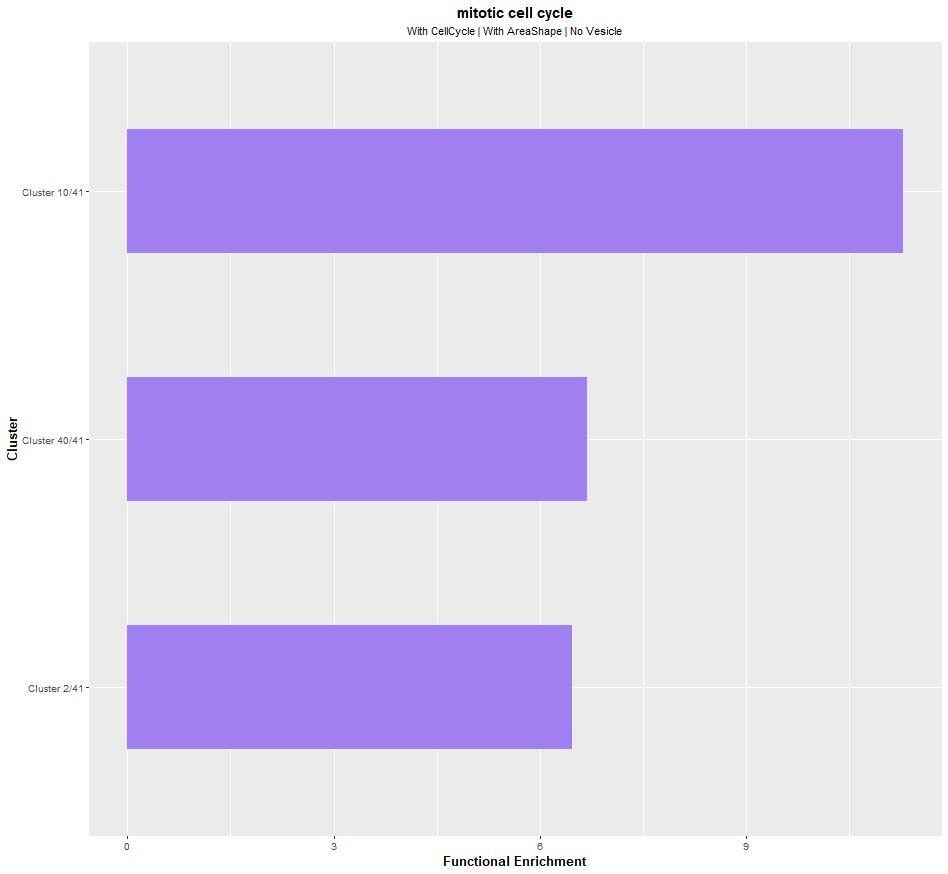 mitotic cell cycle
With CellCycle | With AreaShape | No Vesicle
Cluster
Cluster 10/41
Cluster 40/41
Cluster 2/41
0 3 6 9
Functional Enrichment